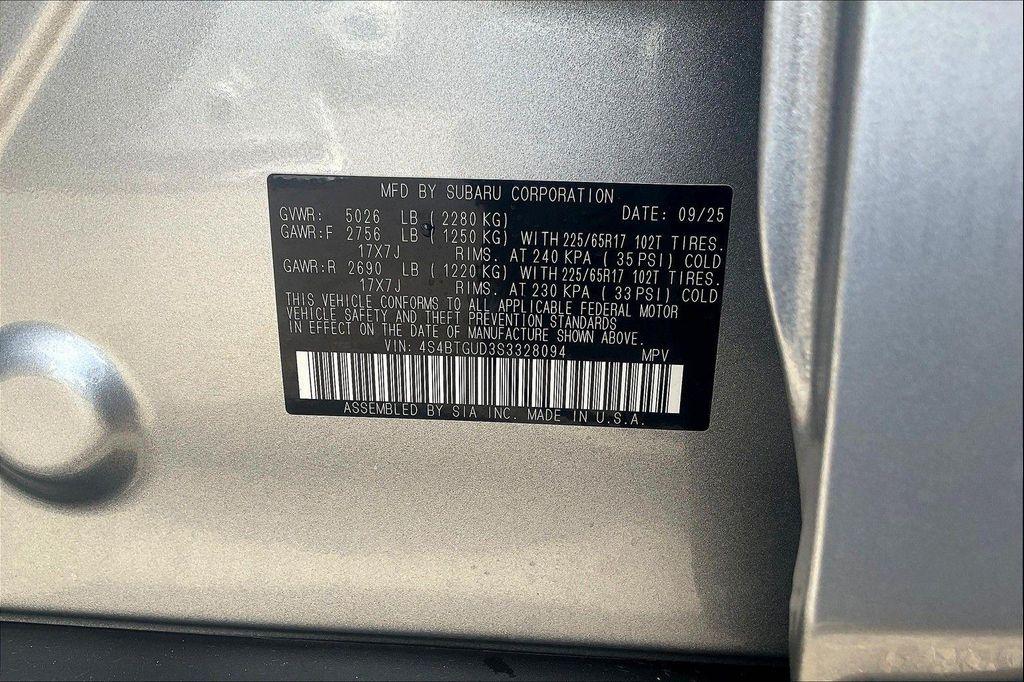 MFD BY SUBARU CORPORATION
GVWR: 5026 LB ( 2280 KG) DATE: 09/25
GAWR:F 2756 LB ( 1250 KG) WITH 225/65R17 102T TIRES.
17X7J RIMS. AT 240 KPA ( 35 PSI) COLD
GAWR:R 2690 LB ( 1220 KG) WITH 225/65R17 102T TIRES.
17X7J RIMS. AT 230 KPA ( 33 PSI) COLD
THIS VEHICLE CONFORMS TO ALL APPLICABLE FEDERAL MOTOR
VEHICLE SAFETY AND THEFT PREVENTION STANDARDS
IN EFFECT ON THE DATE OF MANUFACTURE SHOWN ABOVE.
VIN: 4S4BTGUD3S3328094 MPV
ASSEMBLED BY SIA INC. MADE IN U.S.A.